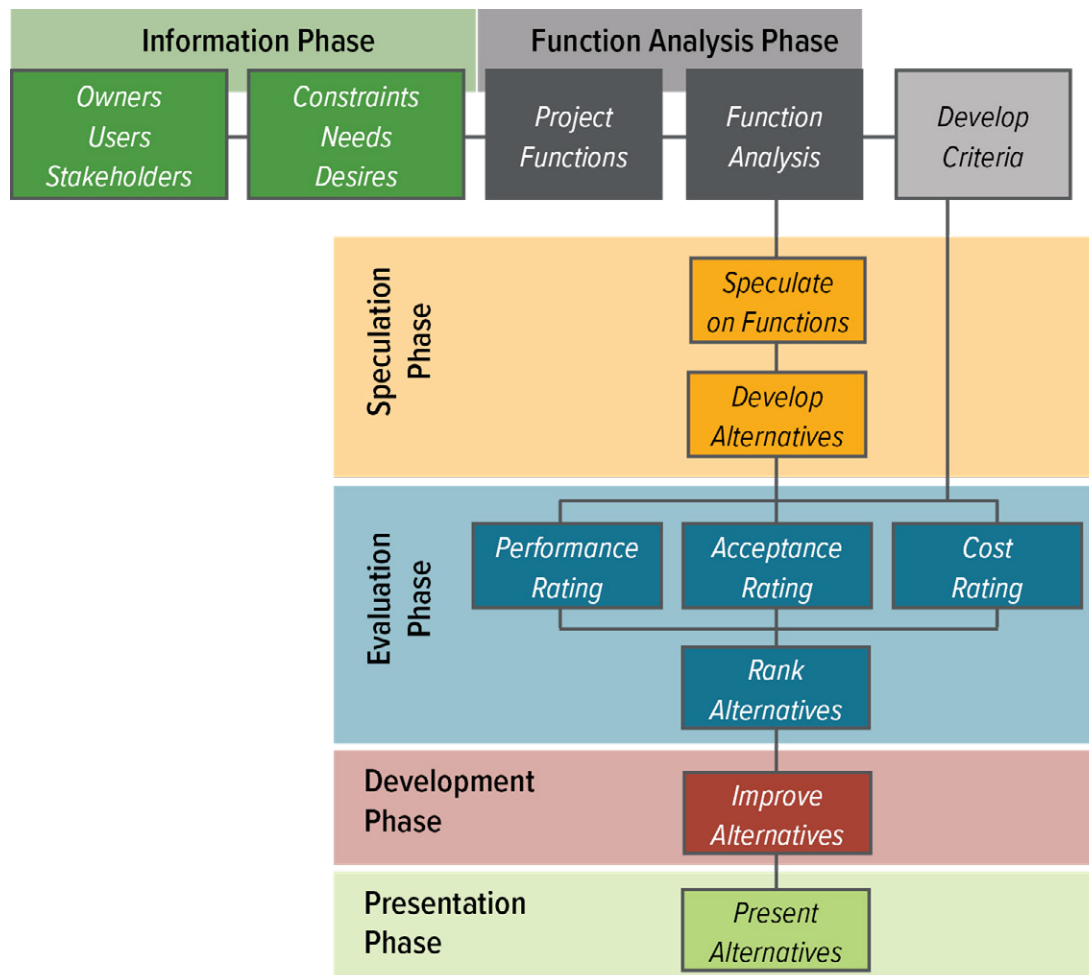 Information Phase
Function Analysis Phase
Owners
Users
Stakeholders
Constraints
Needs
Desires
Project
Functions
Function
Analysis
Develop
Criteria
Speculation
Phase
Speculate
on Functions
Develop
Alternatives
Evaluation
Phase
Performance
Rating
Acceptance
Rating
Cost
Rating
Rank
Alternatives
Development
Phase
Improve
Alternatives
Presentation
Phase
Present
Alternatives